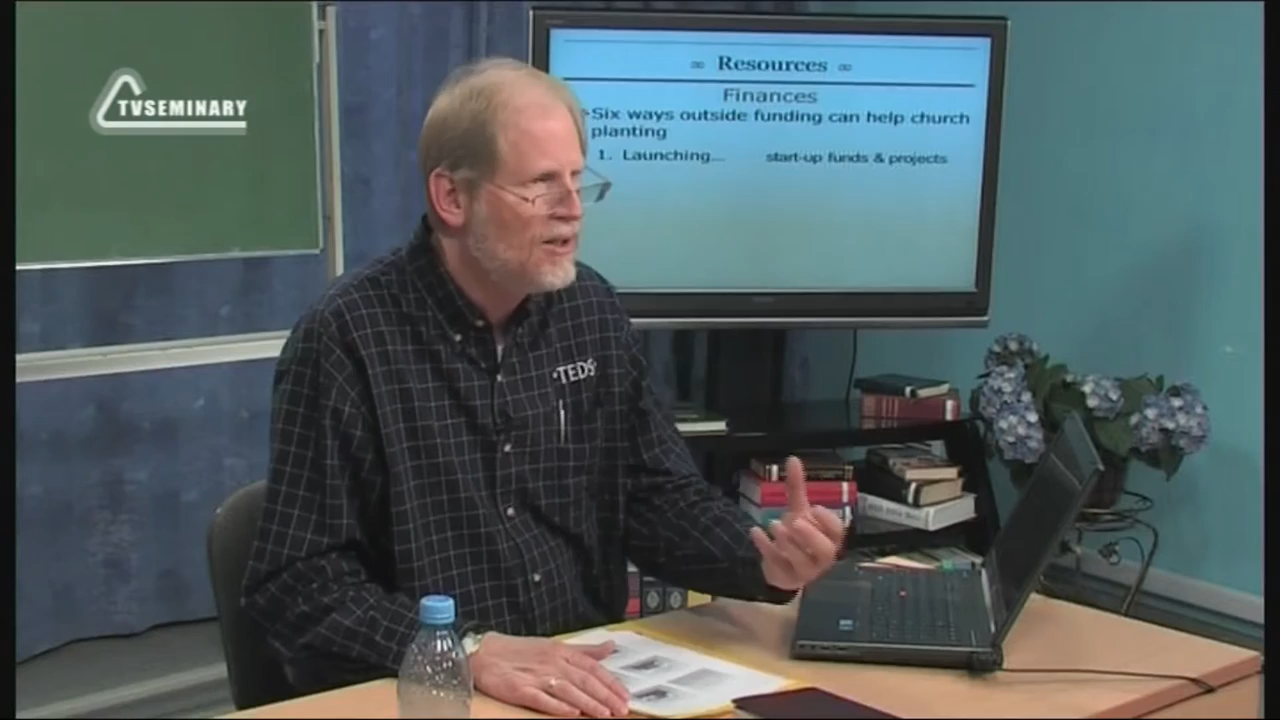 TVSEMINARY
Resources
Finances
Six ways outside funding can help church
planting
1. Launching... start-up funds & projects
TEDS